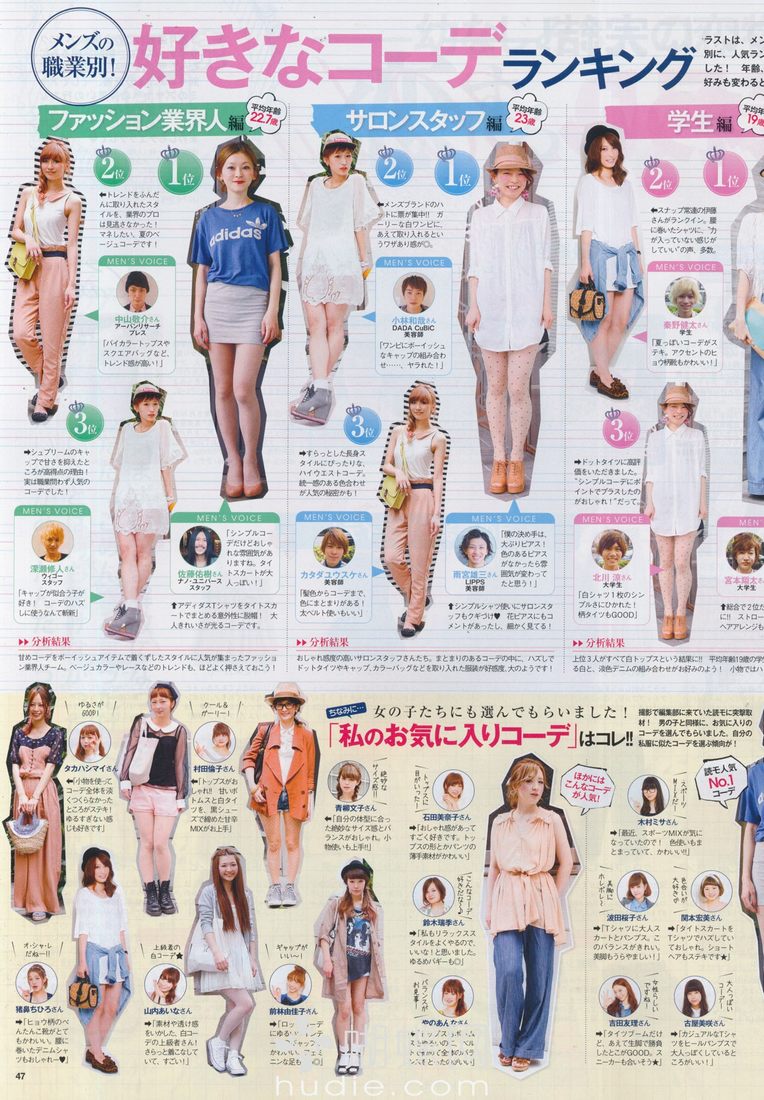 メンズの
職業別!
好きなコーデランキング
ラストは、メン
別に、人気ラン
した! 年齢、
好みも変わると
ファッション業界人編
平均年齢
22.7歳
2位
1位
⬅トレンドをふんだ
んに取り入れたスタ
イルを、業界のプロ
は見逃さなかった!
マネしたい、夏のベ
ージュコーデです!
MEN'S VOICE
中山敬介さん
アーバンリサーチ
プレス
「バイカラートップスや
スクエアバッグなど、
トレンド感が高い!」
adidas
3位
➡シュプリームのキャ
ップで甘さを抑えたと
ころが高得点の理由!
実は職業問わず人気の
コーデでした!
MEN'S VOICE
深瀬修人さん
ウィゴー
スタッフ
「キャップが似合う子が
好き! コーデのハズ
しに使うなんて斬新」
MEN'S VOICE
佐藤佑樹さん
ナノ・ユニバース
スタッフ
「シンプルコー
デだけどおしゃ
れな雰囲気があ
りますね。タイ
トスカートが大
人っぽい!」
⬆アディダスTシャツをタイトスカ
ートでまとめる意外性に脱帽! 大
人きれいさが光るコーデです。
▶▶分析結果
甘めコーデをボーイッシュアイテムで着くずしたスタイルに人気が集まったファッショ
ン業界人チーム。ベージュカラーやレースなどのトレンドも、ほどよく押さえておこう!
サロンスタッフ編
平均年齢
23歳
2位
1位
⬅メンズブランドのハ
ットに票が集中!! ガ
ーリーな白ワンピに、
あえて取り入れるとい
うワザあり感が◎。
MEN'S VOICE
小林和哉さん
DADA CuBiC
美容師
「ワンピにボーイッシュ
なキャップの組み合わ
せ……、ヤラれた!」
3位
➡すらっとした長身ス
タイルにぴったりな、
ハイウエストコーデ。
統一感のある色合わせ
が人気の秘密かも!
MEN'S VOICE
カタダユウスケさん
美容師
「髪色からコーデまで、
色にまとまりがある!
太ベルト使いもいい」
MEN'S VOICE
雨宮雄三さん
LIPPS
美容師
「僕の決め手は、
大ぶりピアス!
色のあるピアス
がなかったら雰
囲気が変わって
たと思う!」
⬆シンプルシャツ使いにサロンスタ
ッフもクギづけ♥ 花ピアスにもコ
メントがあったし、細かく見てる!
▶▶分析結果
おしゃれ感度の高いサロンスタッフさんたち。まとまりのあるコーデの中に、ハズしで
ドットタイツやキャップ、カラーバッグなどを取り入れた服装が好感度、大のようです!
学生編
平均年齢
19歳
2位
1位
⬅スナップ常連の伊藤
さんがランクイン。腰
に巻いたシャツに、“力
が入っていない感じが
していい”の声、多数。
MEN'S VOICE
秦野健太さん
学生
「夏っぽいコーデがス
テキ。アクセントのヒ
ョウ柄靴もかわいい!」
3位
➡ドットタイツに高評
価をいただきました。
“シンプルコーデにポ
イントでプラスしたの
がおしゃれ!”だって。
MEN'S VOICE
北川 涼さん
大学生
「白シャツ1枚のシン
プルさにひかれた!
柄タイツもGOOD」
宮本翔太さん
大学生
⬆総合で2位
▶▶分析結果
上位3人がすべて白トップスという結果に!! 平均年齢19歳の学生
る白と、淡色デニムの組み合わせがお好みのよう! 小物ではハ
ちなみに…
女の子たちにも選んでもらいました!
「私のお気に入りコーデ」はコレ!!
撮影で編集部に来ていた読モに突撃取
材! 男の子と同様に、お気に入りの
コーデを選んでもらいました。自分の
私服に似たコーデを選ぶ傾向が!
ゆるさが
GOOD!
タカハシマイさん
➡「小物を使って
コーデ全体を淡く
つくらなかった
ところがステキ!
ゆるすぎない感
じも好きです」
クール&
ガーリー!
村田倫子さん
➡「トップスがお
しゃれ!! 甘いボ
トムスと白タイ
ツを、黒シュー
ズで締めた甘辛
MIXがお上手」
絶妙な
サイズ感!!
青柳文子さん
⬅「自分の体型に合っ
た絶妙なサイズ感とバ
ランスがおしゃれ。小
物使いも上手!!」
トップスに
目がいった!
石田美奈子さん
➡「おしゃれ感があって
すごく好きです。トッ
プスの形とかパンツの
薄手素材がかわいい」
こんなコーデ
好きだな〜♪
鈴木瑞季さん
➡「私もリラックスス
タイルをよくやるので、
いいな!と思いました。
ゆるめバギーも◎」
バランスが
お見事!
ほかには
こんなコーデ
が人気!
スポーツ
MIXだ!
木村ミサさん
➡「最近、スポーツMIXが気に
なっていたので! 色使いもま
とまっていて、かわいい!!」
読モ人気
No.1
コーデ
美脚に
ホレボレ〜
波田桜子さん
➡「Tシャツに大人ス
カートとパンプス。こ
のバランスがきれい。
美脚もうらやましい!」
色合いが
大好き♡
関本宏美さん
➡「タイトスカートを
Tシャツでハズしてい
ておしゃれ。ショート
ヘアもステキです★」
女性らしい
ですね!
吉田友理さん
➡「タイツブームだけ
ど、あえて生脚で勝負
したとこがGOOD。ス
ニーカーも合いそう★」
大人っぽい
コーデ!
古屋美咲さん
➡「カジュアルなTシャ
ツをヒールパンプスで
大人っぽくしていると
ころがいい!」
オ・シャ・レ
だねー!!
猪鼻ちひろさん
➡「ヒョウ柄のぺ
たんこ靴がとて
もかわいい。腰に
巻いたデニムシャ
ツもおしゃれー♥」
上級者の
白コーデ★
山内あいなさん
➡「素材や透け感
をいかした、白コー
デの上級者さん!
さらっと着こなして
いて、すごい!」
ギャップが
いい〜!
前林由佳子さん
47
hudie.com